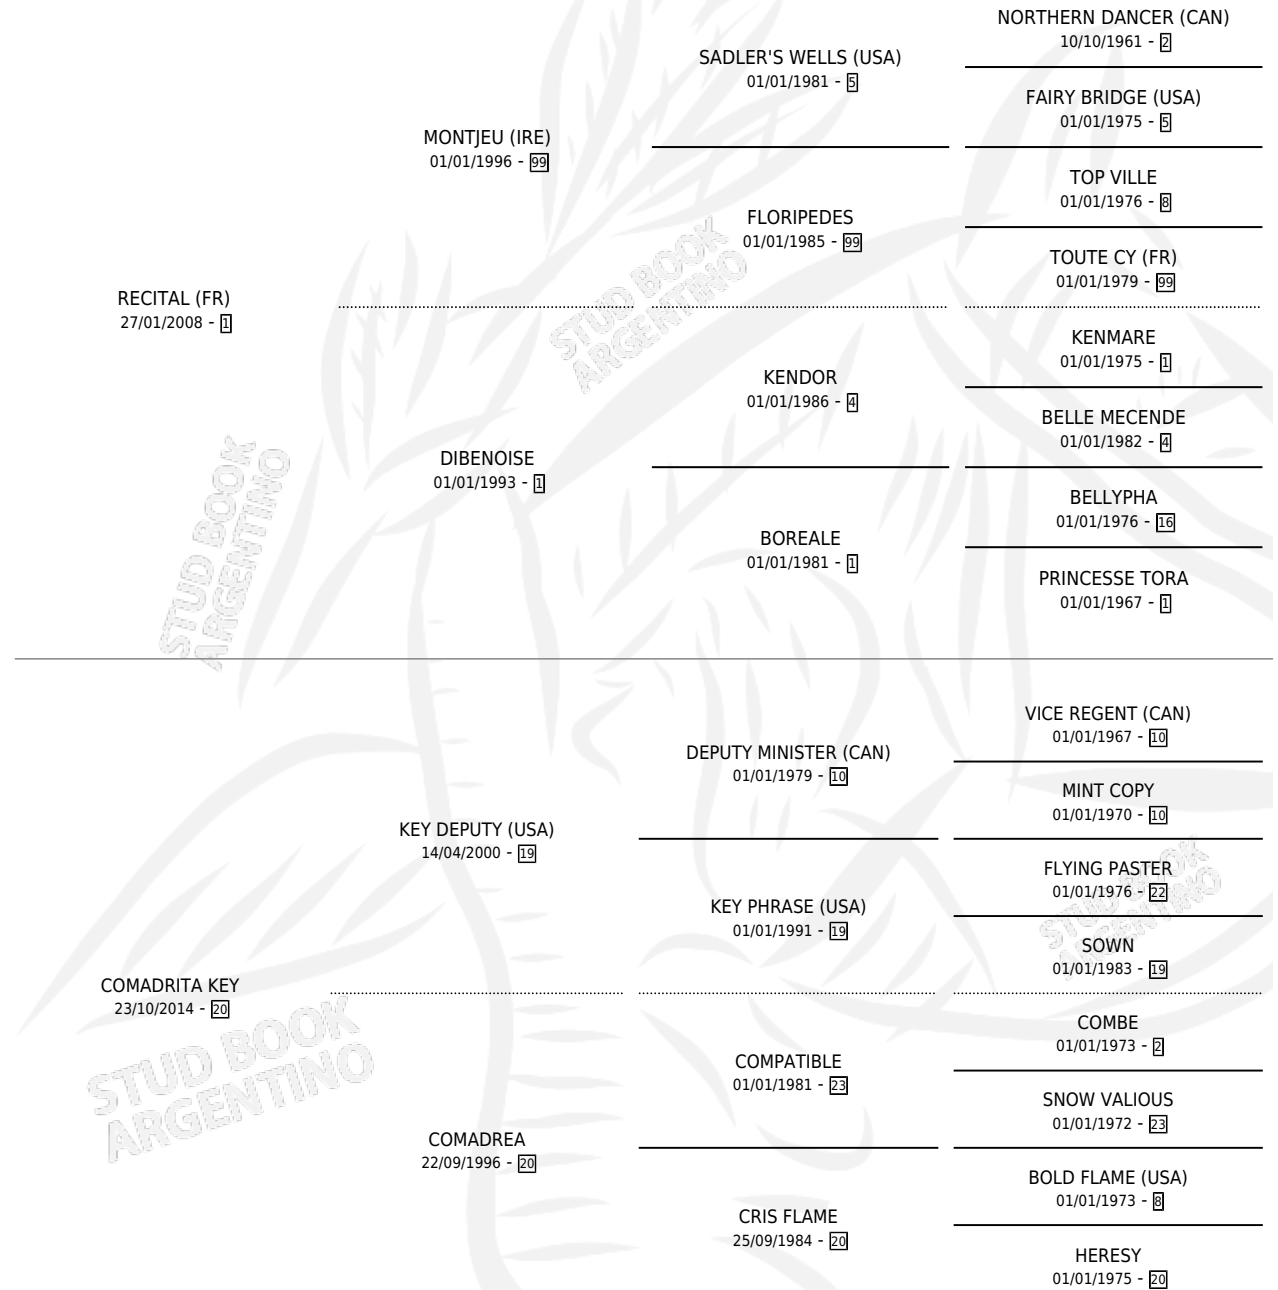 NORTHERN DANCER (CAN)
10/10/1961 - 2
SADLER'S WELLS (USA)
01/01/1981 - 5
FAIRY BRIDGE (USA)
01/01/1975 - 5
MONTJEU (IRE)
01/01/1996 - 99
TOP VILLE
01/01/1976 - 8
FLORIPEDES
01/01/1985 - 99
TOUTE CY (FR)
01/01/1979 - 99
RECITAL (FR)
27/01/2008 - 1
KENMARE
01/01/1975 - 1
KENDOR
01/01/1986 - 4
BELLE MECENDE
01/01/1982 - 4
DIBENOISE
01/01/1993 - 1
BELLYPHA
01/01/1976 - 16
BOREALE
01/01/1981 - 1
PRINCESSE TORA
01/01/1967 - 1
VICE REGENT (CAN)
01/01/1967 - 10
DEPUTY MINISTER (CAN)
01/01/1979 - 10
MINT COPY
01/01/1970 - 10
KEY DEPUTY (USA)
14/04/2000 - 19
FLYING PASTER
01/01/1976 - 22
KEY PHRASE (USA)
01/01/1991 - 19
SOWN
01/01/1983 - 19
COMADRITA KEY
23/10/2014 - 20
COMBE
01/01/1973 - 2
COMPATIBLE
01/01/1981 - 23
SNOW VALIOUS
01/01/1972 - 23
COMADREA
22/09/1996 - 20
BOLD FLAME (USA)
01/01/1973 - 8
CRIS FLAME
25/09/1984 - 20
HERESY
01/01/1975 - 20
STUD BOOK
ARGENTINO
STUD BOOK
ARGENTINO
STUD BOOK
ARGENTINO
STUD BOOK
ARGENTINO